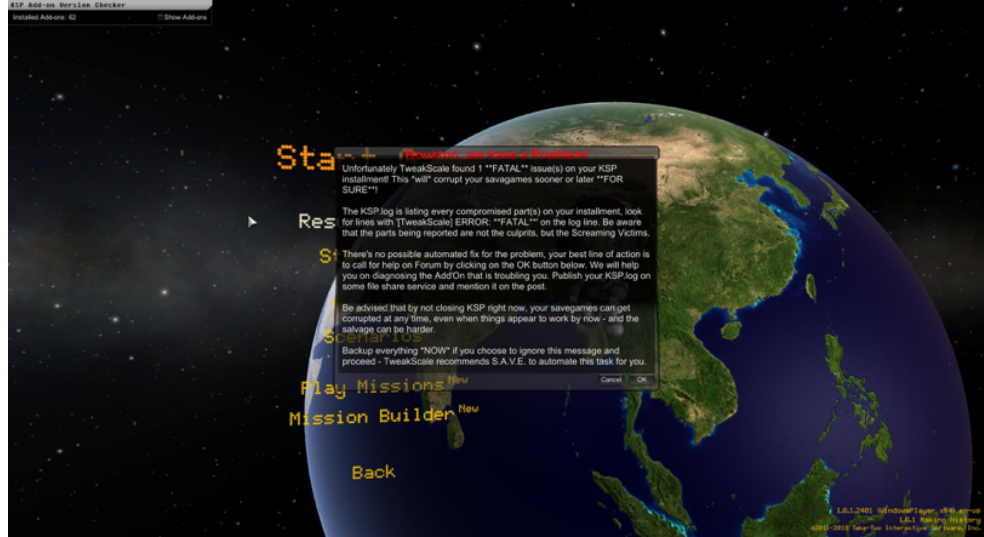 KSP Add-on Version Checker
Installed Add-ons: 62
Show Add-ons
Sta
Houston, we have a Problem!
Unfortunately TweakScale found 1 **FATAL** issue(s) on your KSP
installment! This *will* corrupt your savagames sooner or later **FOR
SURE**!
The KSP.log is listing every compromised part(s) on your installment, look
for lines with '[TweakScale] ERROR: **FATAL**' on the log line. Be aware
that the parts being reported are not the culprits, but the Screaming Victims.
Res
There's no possible automated fix for the problem, your best line of action is
to call for help on Forum by clicking on the OK button below. We will help
you on diagnosing the Add'On that is troubling you. Publish your KSP.log on
some file share service and mention it on the post.
Be advised that by not closing KSP right now, your savegames can get
corrupted at any time, even when things appear to work by now - and the
salvage can be harder.
Scenarios
Backup everything *NOW* if you choose to ignore this message and
proceed - TweakScale recommends S.A.V.E. to automate this task for you.
Cancel OK
Play Missions New
Mission Builder New
Back
1.6.1.2401 (WindowsPlayer x64) en-us
1.6.1 Making History
©2011-2018 Take-Two Interactive Software, Inc.